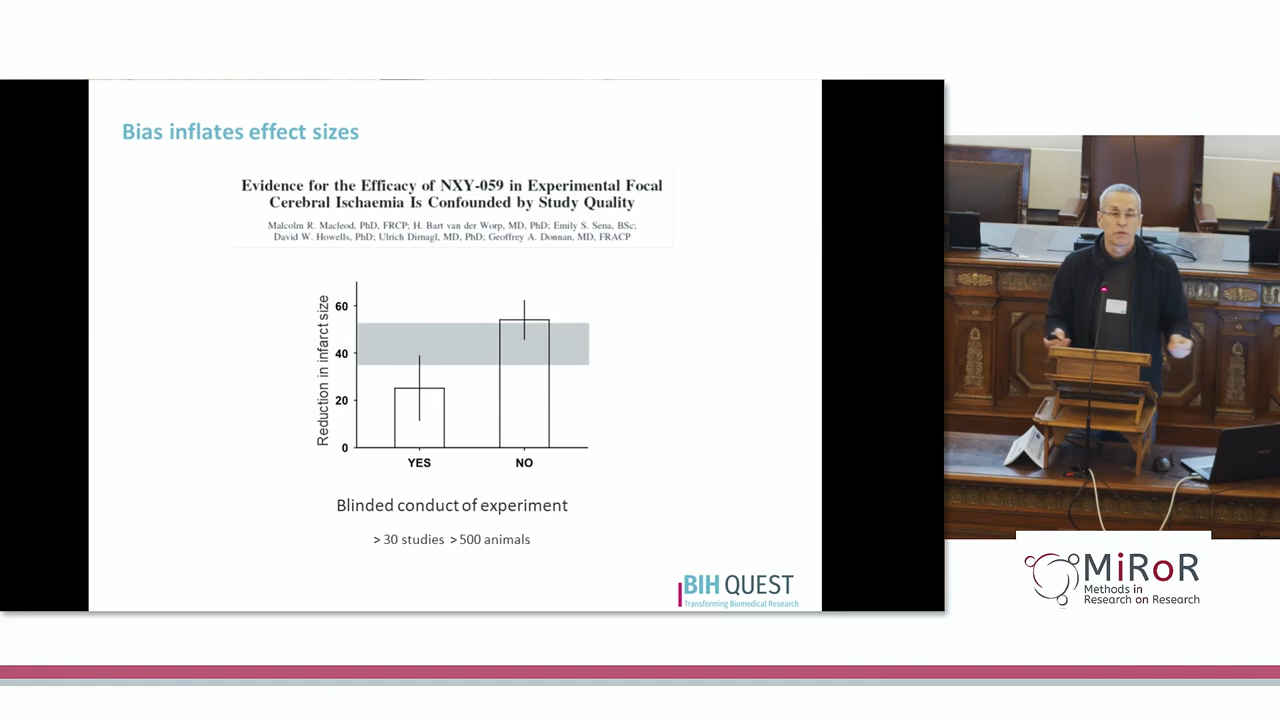 Bias inflates effect sizes
Evidence for the Efficacy of NXY-059 in Experimental Focal
Cerebral Ischaemia Is Confounded by Study Quality
Malcolm R. Macleod, PhD, FRCP; H. Bart van der Worp, MD, PhD; Emily S. Sena, BSc;
David W. Howells, PhD; Ulrich Dirnagl, MD, PhD; Geoffrey A. Donnan, MD, FRACP
Reduction in infarct size
60
40
20
0
YES NO
Blinded conduct of experiment
> 30 studies > 500 animals
BIH QUEST
Transforming Biomedical Research
MiRoR
Methods in
Research on Research